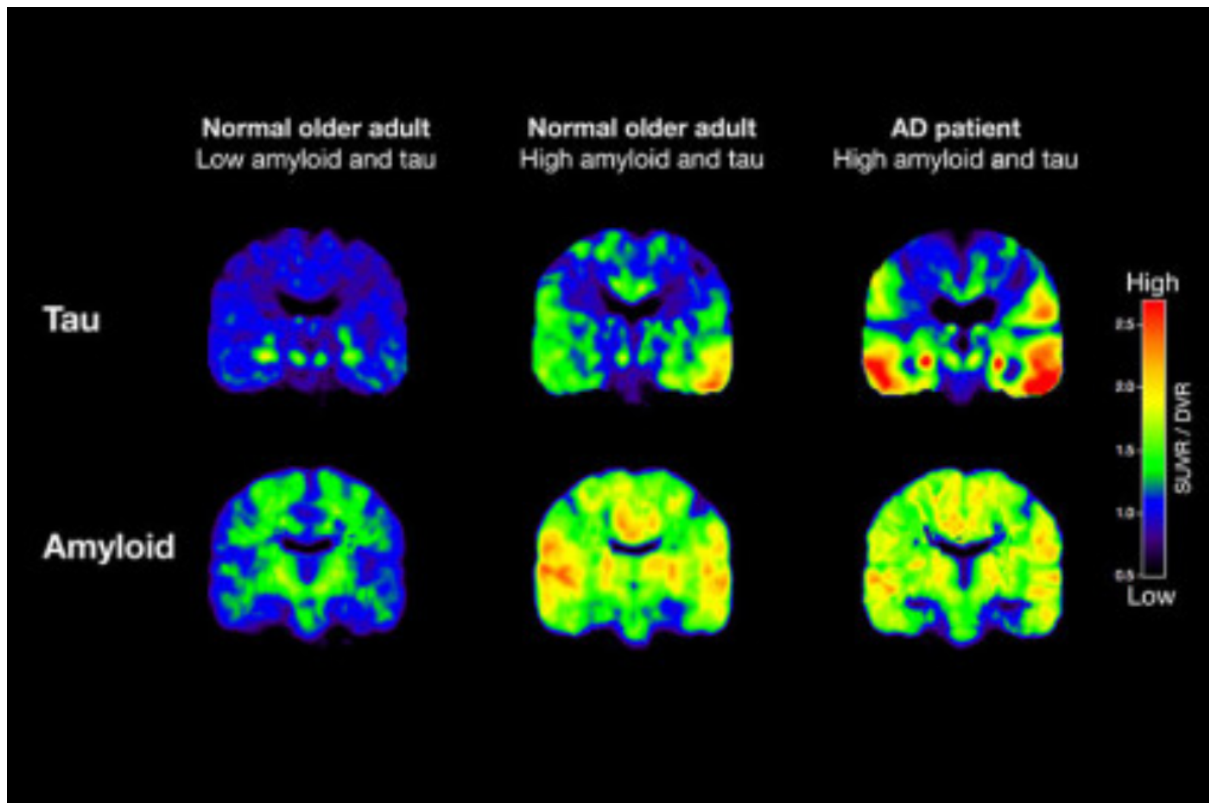 Normal older adult
Low amyloid and tau
Normal older adult
High amyloid and tau
AD patient
High amyloid and tau
Tau
Amyloid
High
2.5
2.0
1.5
1.0
0.5
Low
SUVR / DVR